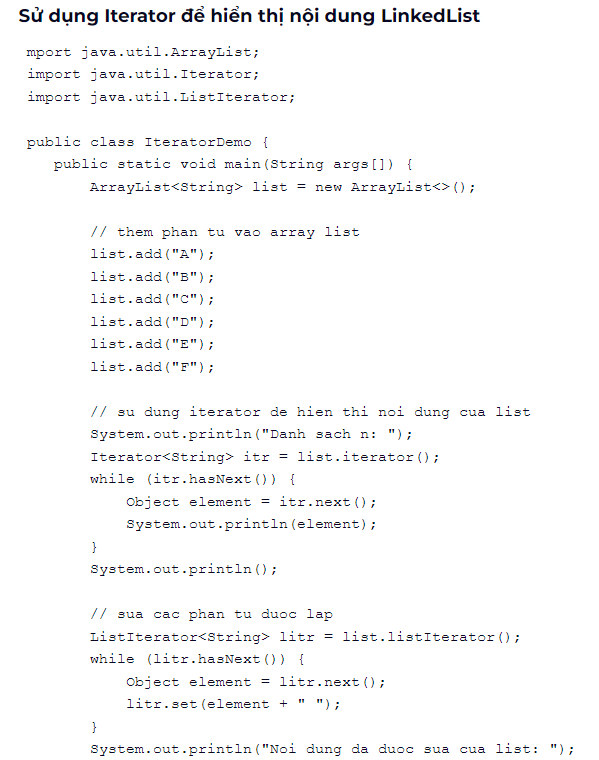 Sử dụng Iterator để hiển thị nội dung LinkedList
mport java.util.ArrayList;
import java.util.Iterator;
import java.util.ListIterator;
public class IteratorDemo {
public static void main(String args[]) {
ArrayList<String> list = new ArrayList<>();
// them phan tu vao array list
list.add("A");
list.add("B");
list.add("C");
list.add("D");
list.add("E");
list.add("F");
// su dung iterator de hien thi noi dung cua list
System.out.println("Danh sach n: ");
Iterator<String> itr = list.iterator();
while (itr.hasNext()) {
Object element = itr.next();
System.out.println(element);
}
System.out.println();
// sua cac phan tu duoc lap
ListIterator<String> litr = list.listIterator();
while (litr.hasNext()) {
Object element = litr.next();
litr.set(element + " ");
}
System.out.println("Noi dung da duoc sua cua list: ");